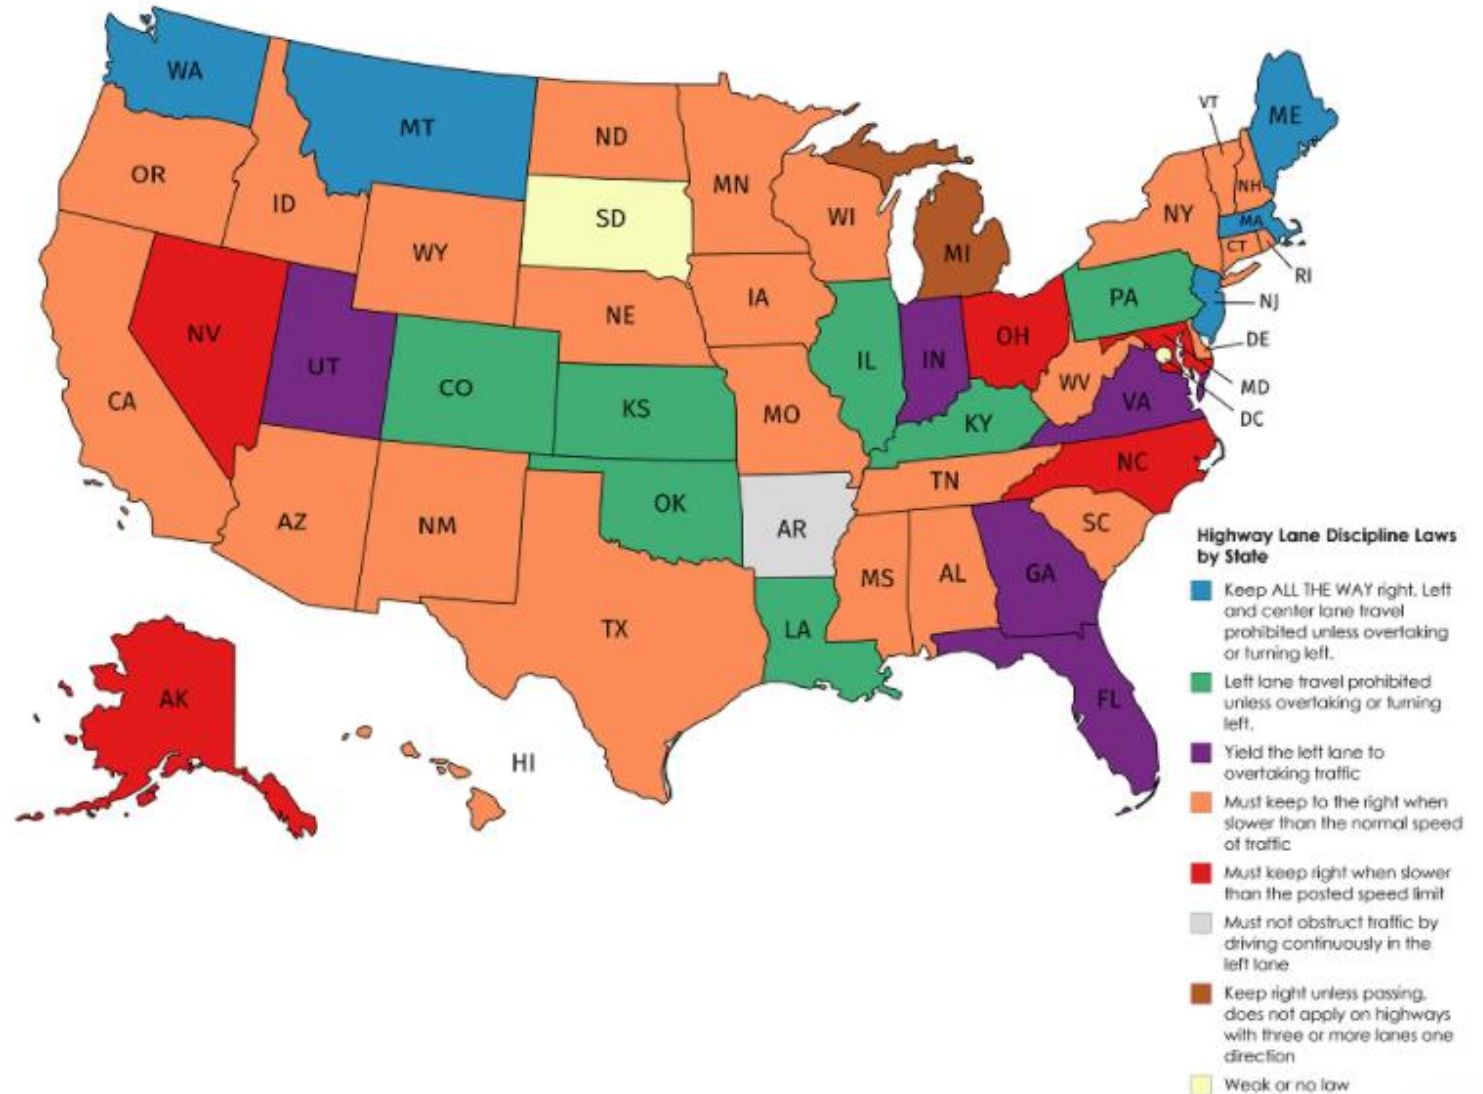 WA
MT
ME
VT
ND
OR
MN
ID
NH
SD
WI
NY
MA
WY
CT
MI
RI
IA
PA
NJ
NE
NV
OH
DE
IL
IN
UT
CO
WV
MD
CA
VA
KS
MO
DC
KY
NC
TN
OK
AZ
NM
AR
SC
MS
AL
GA
TX
LA
AK
FL
HI
Highway Lane Discipline Laws
by State
Keep ALL THE WAY right. Left
and center lane travel
prohibited unless overtaking
or turning left.
Left lane travel prohibited
unless overtaking or turning
left.
Yield the left lane to
overtaking traffic
Must keep to the right when
slower than the normal speed
of traffic
Must keep right when slower
than the posted speed limit
Must not obstruct traffic by
driving continuously in the
left lane
Keep right unless passing,
does not apply on highways
with three or more lanes one
direction
Weak or no law